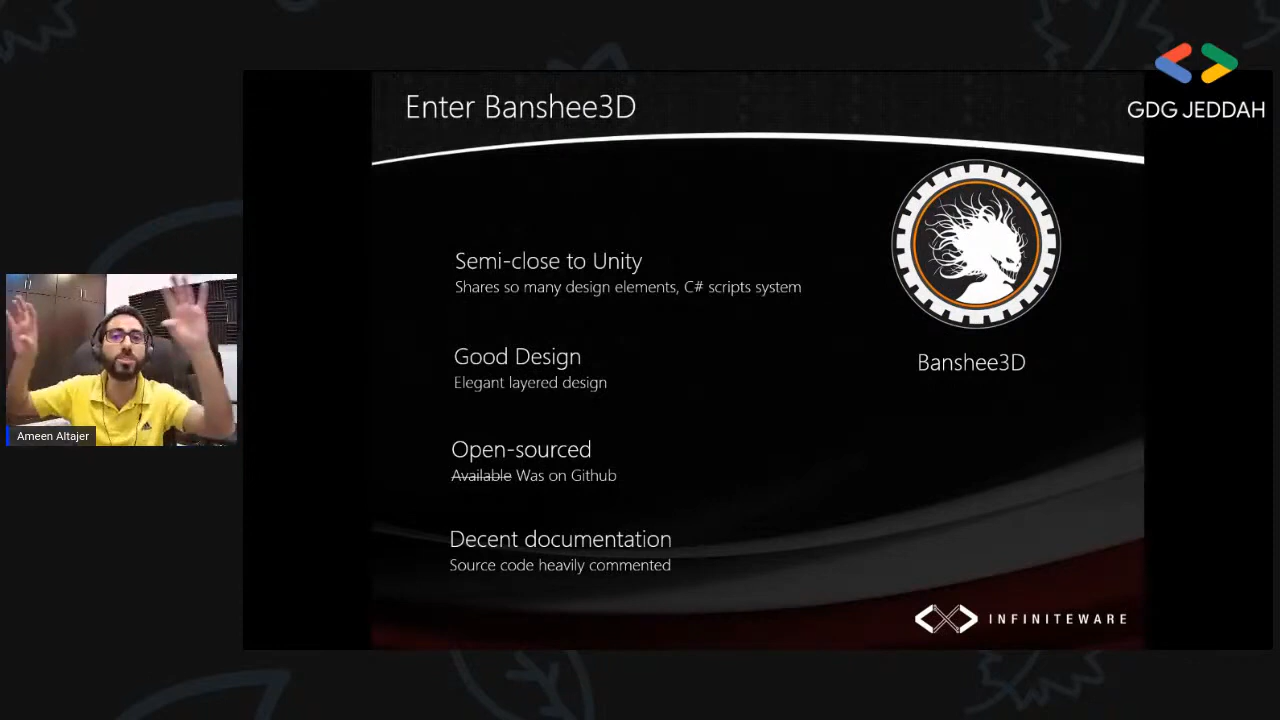 Enter Banshee3D
GDG JEDDAH
Semi-close to Unity
Shares so many design elements, C# scripts system
Good Design
Elegant layered design
Banshee3D
Open-sourced
Available Was on Github
Decent documentation
Source code heavily commented
INFINITEWARE
Ameen Altajer